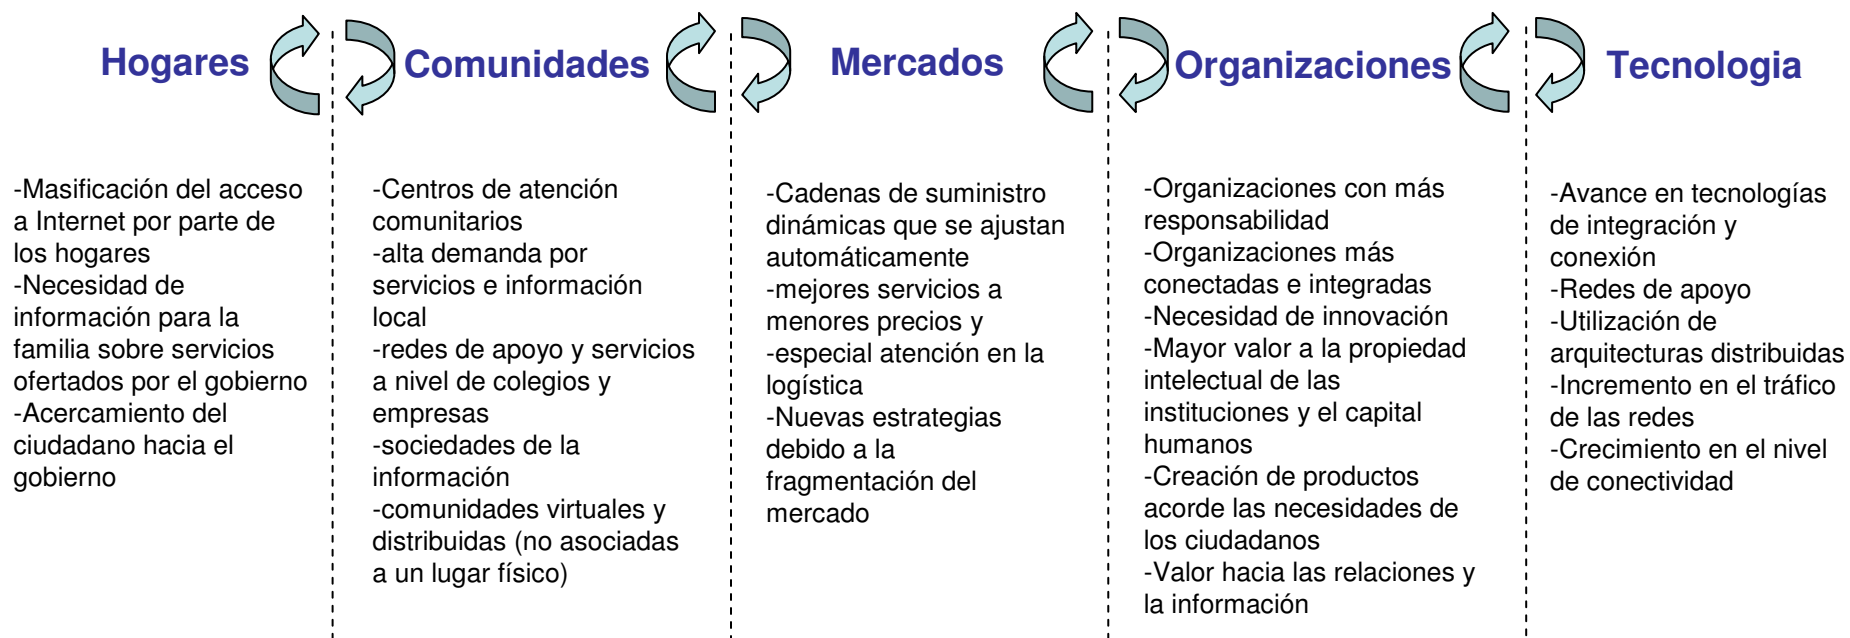 Hogares
Comunidades
Mercados
Organizaciones
Tecnologia
-Masificación del acceso
a Internet por parte de
los hogares
-Necesidad de
información para la
familia sobre servicios
ofertados por el gobierno
-Acercamiento del
ciudadano hacia el
gobierno
-Centros de atención
comunitarios
-alta demanda por
servicios e información
local
-redes de apoyo y servicios
a nivel de colegios y
empresas
-sociedades de la
información
-comunidades virtuales y
distribuidas (no asociadas
a un lugar físico)
-Cadenas de suministro
dinámicas que se ajustan
automáticamente
-mejores servicios a
menores precios y
-especial atención en la
logística
-Nuevas estrategias
debido a la
fragmentación del
mercado
-Organizaciones con más
responsabilidad
-Organizaciones más
conectadas e integradas
-Necesidad de innovación
-Mayor valor a la propiedad
intelectual de las
instituciones y el capital
humanos
-Creación de productos
acorde las necesidades de
los ciudadanos
-Valor hacia las relaciones y
la información
-Avance en tecnologías
de integración y
conexión
-Redes de apoyo
-Utilización de
arquitecturas distribuidas
-Incremento en el tráfico
de las redes
-Crecimiento en el nivel
de conectividad